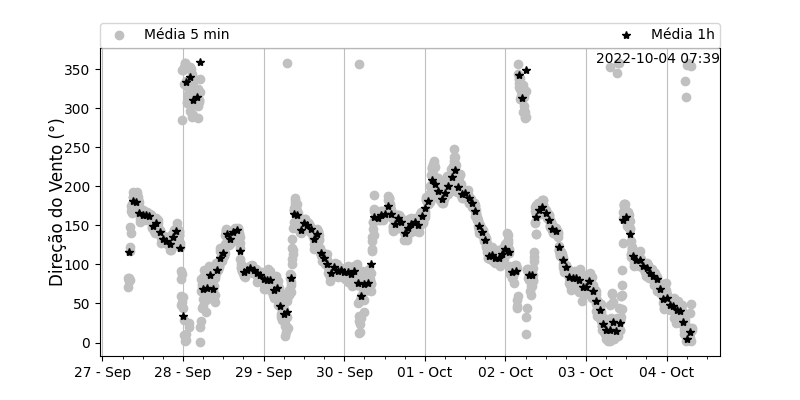 Média 5 min
Média 1h
2022-10-04 07:39
Direção do Vento (°)
350
300
250
200
150
100
50
0
27 - Sep
28 - Sep
29 - Sep
30 - Sep
01 - Oct
02 - Oct
03 - Oct
04 - Oct